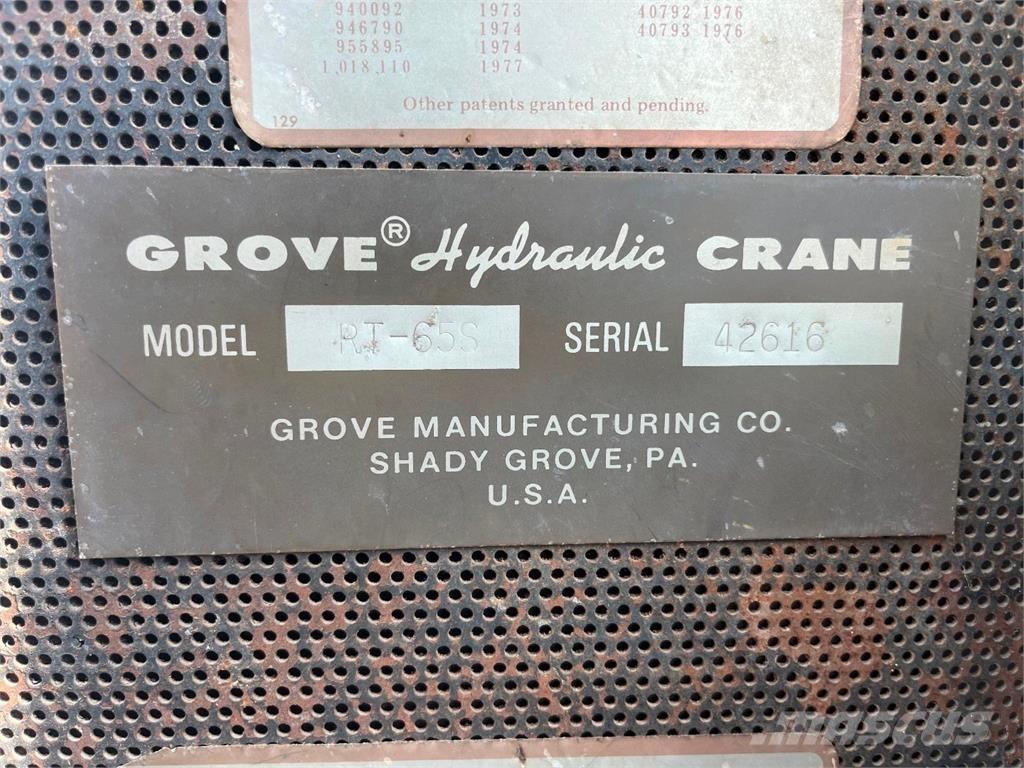 940092 1973 40792 1976
946790 1974 40793 1976
955895 1974
1,018,110 1977
Other patents granted and pending.
129
GROVE® Hydraulic CRANE
MODEL RT-65S SERIAL 42616
GROVE MANUFACTURING CO.
SHADY GROVE, PA.
U.S.A.
MASCUS